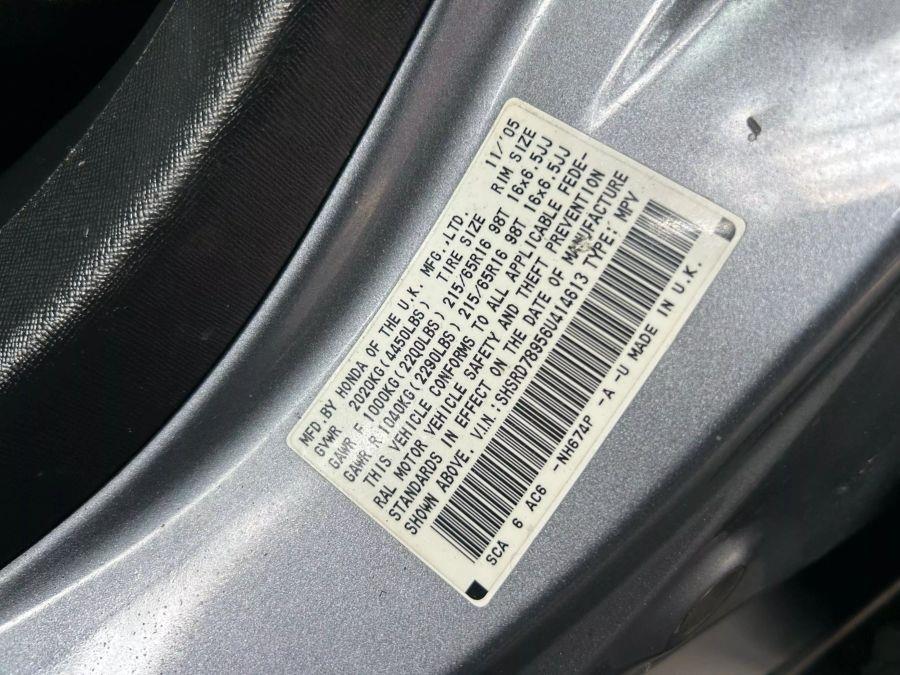 MFD BY HONDA OF THE U.K. MFG.,LTD. 11/'05
GVWR 2020KG(4450LBS) TIRE SIZE RIM SIZE
GAWR F 1000KG(2200LBS) 215/65R16 98T 16x6.5JJ
GAWR R 1040KG(2290LBS) 215/65R16 98T 16x6.5JJ
THIS VEHICLE CONFORMS TO ALL APPLICABLE FEDE-
RAL MOTOR VEHICLE SAFETY AND THEFT PREVENTION
STANDARDS IN EFFECT ON THE DATE OF MANUFACTURE
SHOWN ABOVE. V.I.N.:SHSRD78956U414613 TYPE: MPV
SCA 6 AC6 -NH674P -A -U MADE IN U.K.